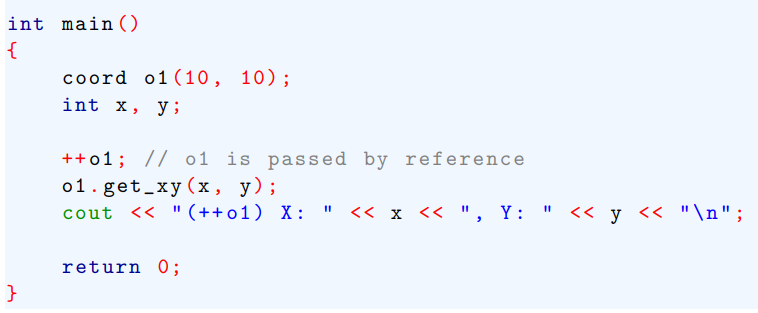 int main()
{
    coord o1(10, 10);
    int x, y;

    ++o1; // o1 is passed by reference
    o1.get_xy(x, y);
    cout << "(++o1) X: " << x << ", Y: " << y << "\n";

    return 0;
}